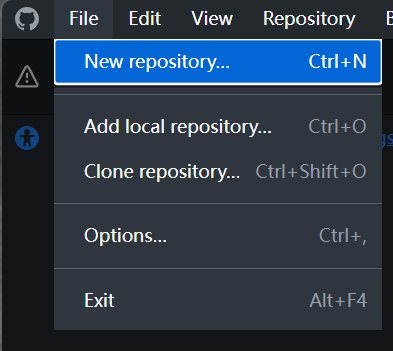 File Edit View Repository
New repository... Ctrl+N
Add local repository... Ctrl+O
Clone repository... Ctrl+Shift+O
Options... Ctrl+,
Exit Alt+F4